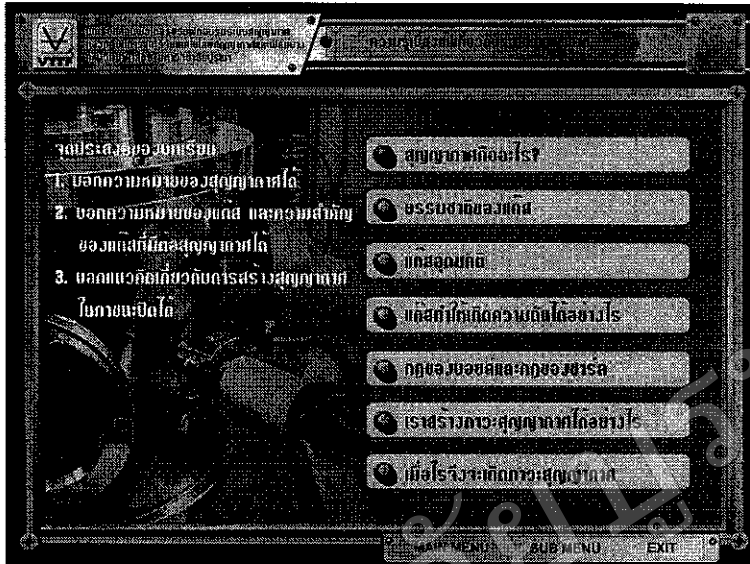 จุดประสงค์ของบทเรียน
1. บอกความหมายของสุญญากาศได้
2. บอกความหมายของแก๊ส และความสำคัญ
ของแก๊สที่มีต่อสุญญากาศได้
3. บอกแนวคิดเกี่ยวกับการสร้างสุญญากาศ
ในภาชนะปิดได้
สุญญากาศคืออะไร?
ธรรมชาติของแก๊ส
แก๊สอุดมคติ
แก๊สทำให้เกิดความดันได้อย่างไร
กฎของบอยล์และกฎของชาร์ล
เราสร้างภาวะสุญญากาศได้อย่างไร
เมื่อไรจึงจะเกิดภาวะสุญญากาศ
MAIN MENU SUB MENU EXIT